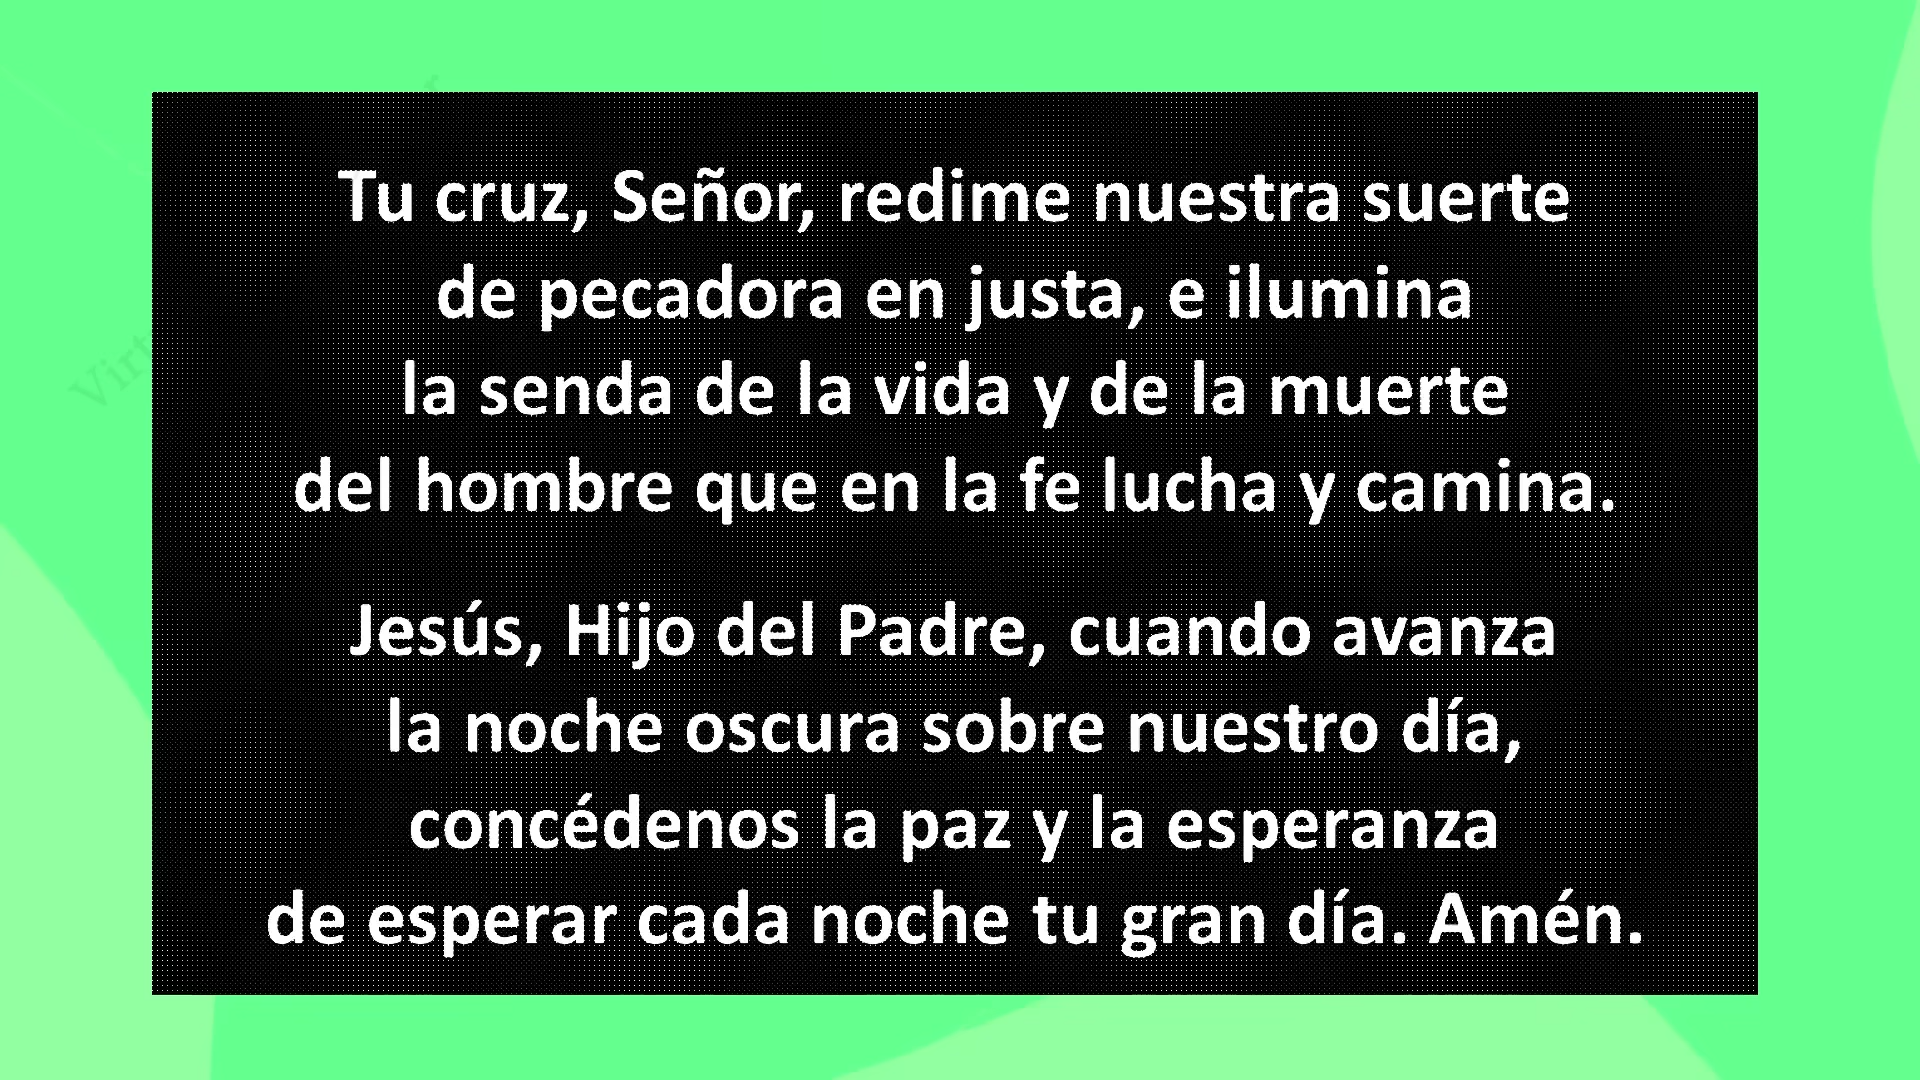 Tu cruz, Señor, redime nuestra suerte
de pecadora en justa, e ilumina
la senda de la vida y de la muerte
del hombre que en la fe lucha y camina.
Jesús, Hijo del Padre, cuando avanza
la noche oscura sobre nuestro día,
concédenos la paz y la esperanza
de esperar cada noche tu gran día. Amén.